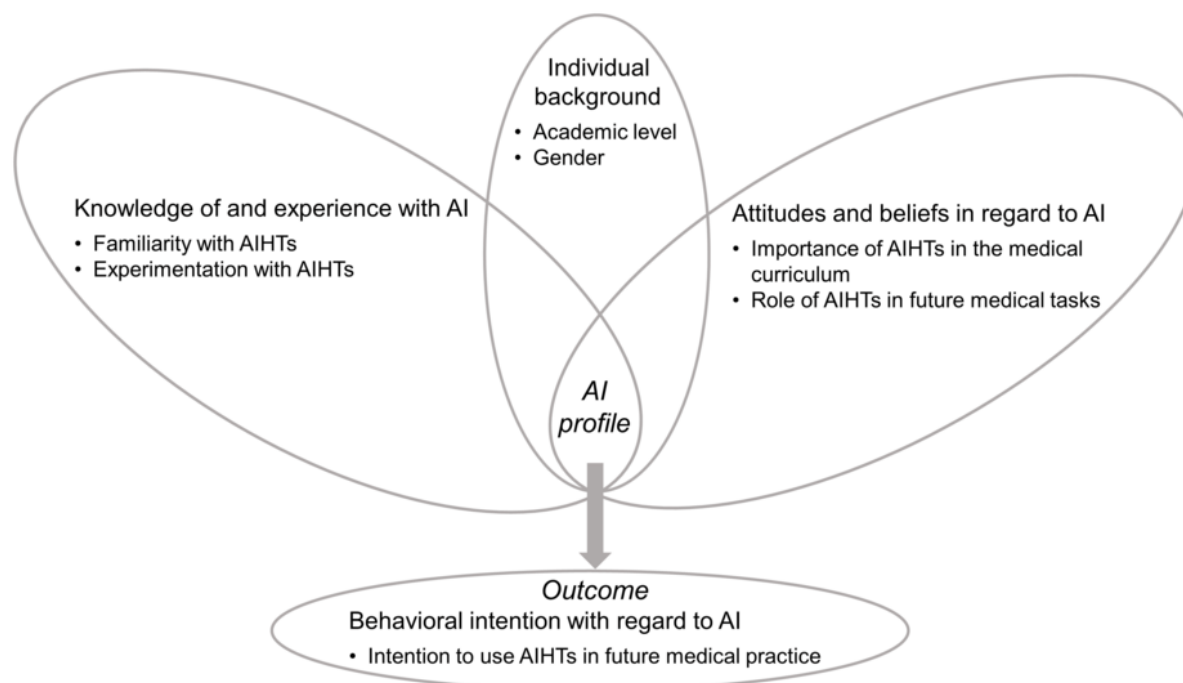 Individual
background
• Academic level
• Gender
Knowledge of and experience with AI
• Familiarity with AIHTs
• Experimentation with AIHTs
Attitudes and beliefs in regard to AI
• Importance of AIHTs in the medical
curriculum
• Role of AIHTs in future medical tasks
AI
profile
Outcome
Behavioral intention with regard to AI
• Intention to use AIHTs in future medical practice